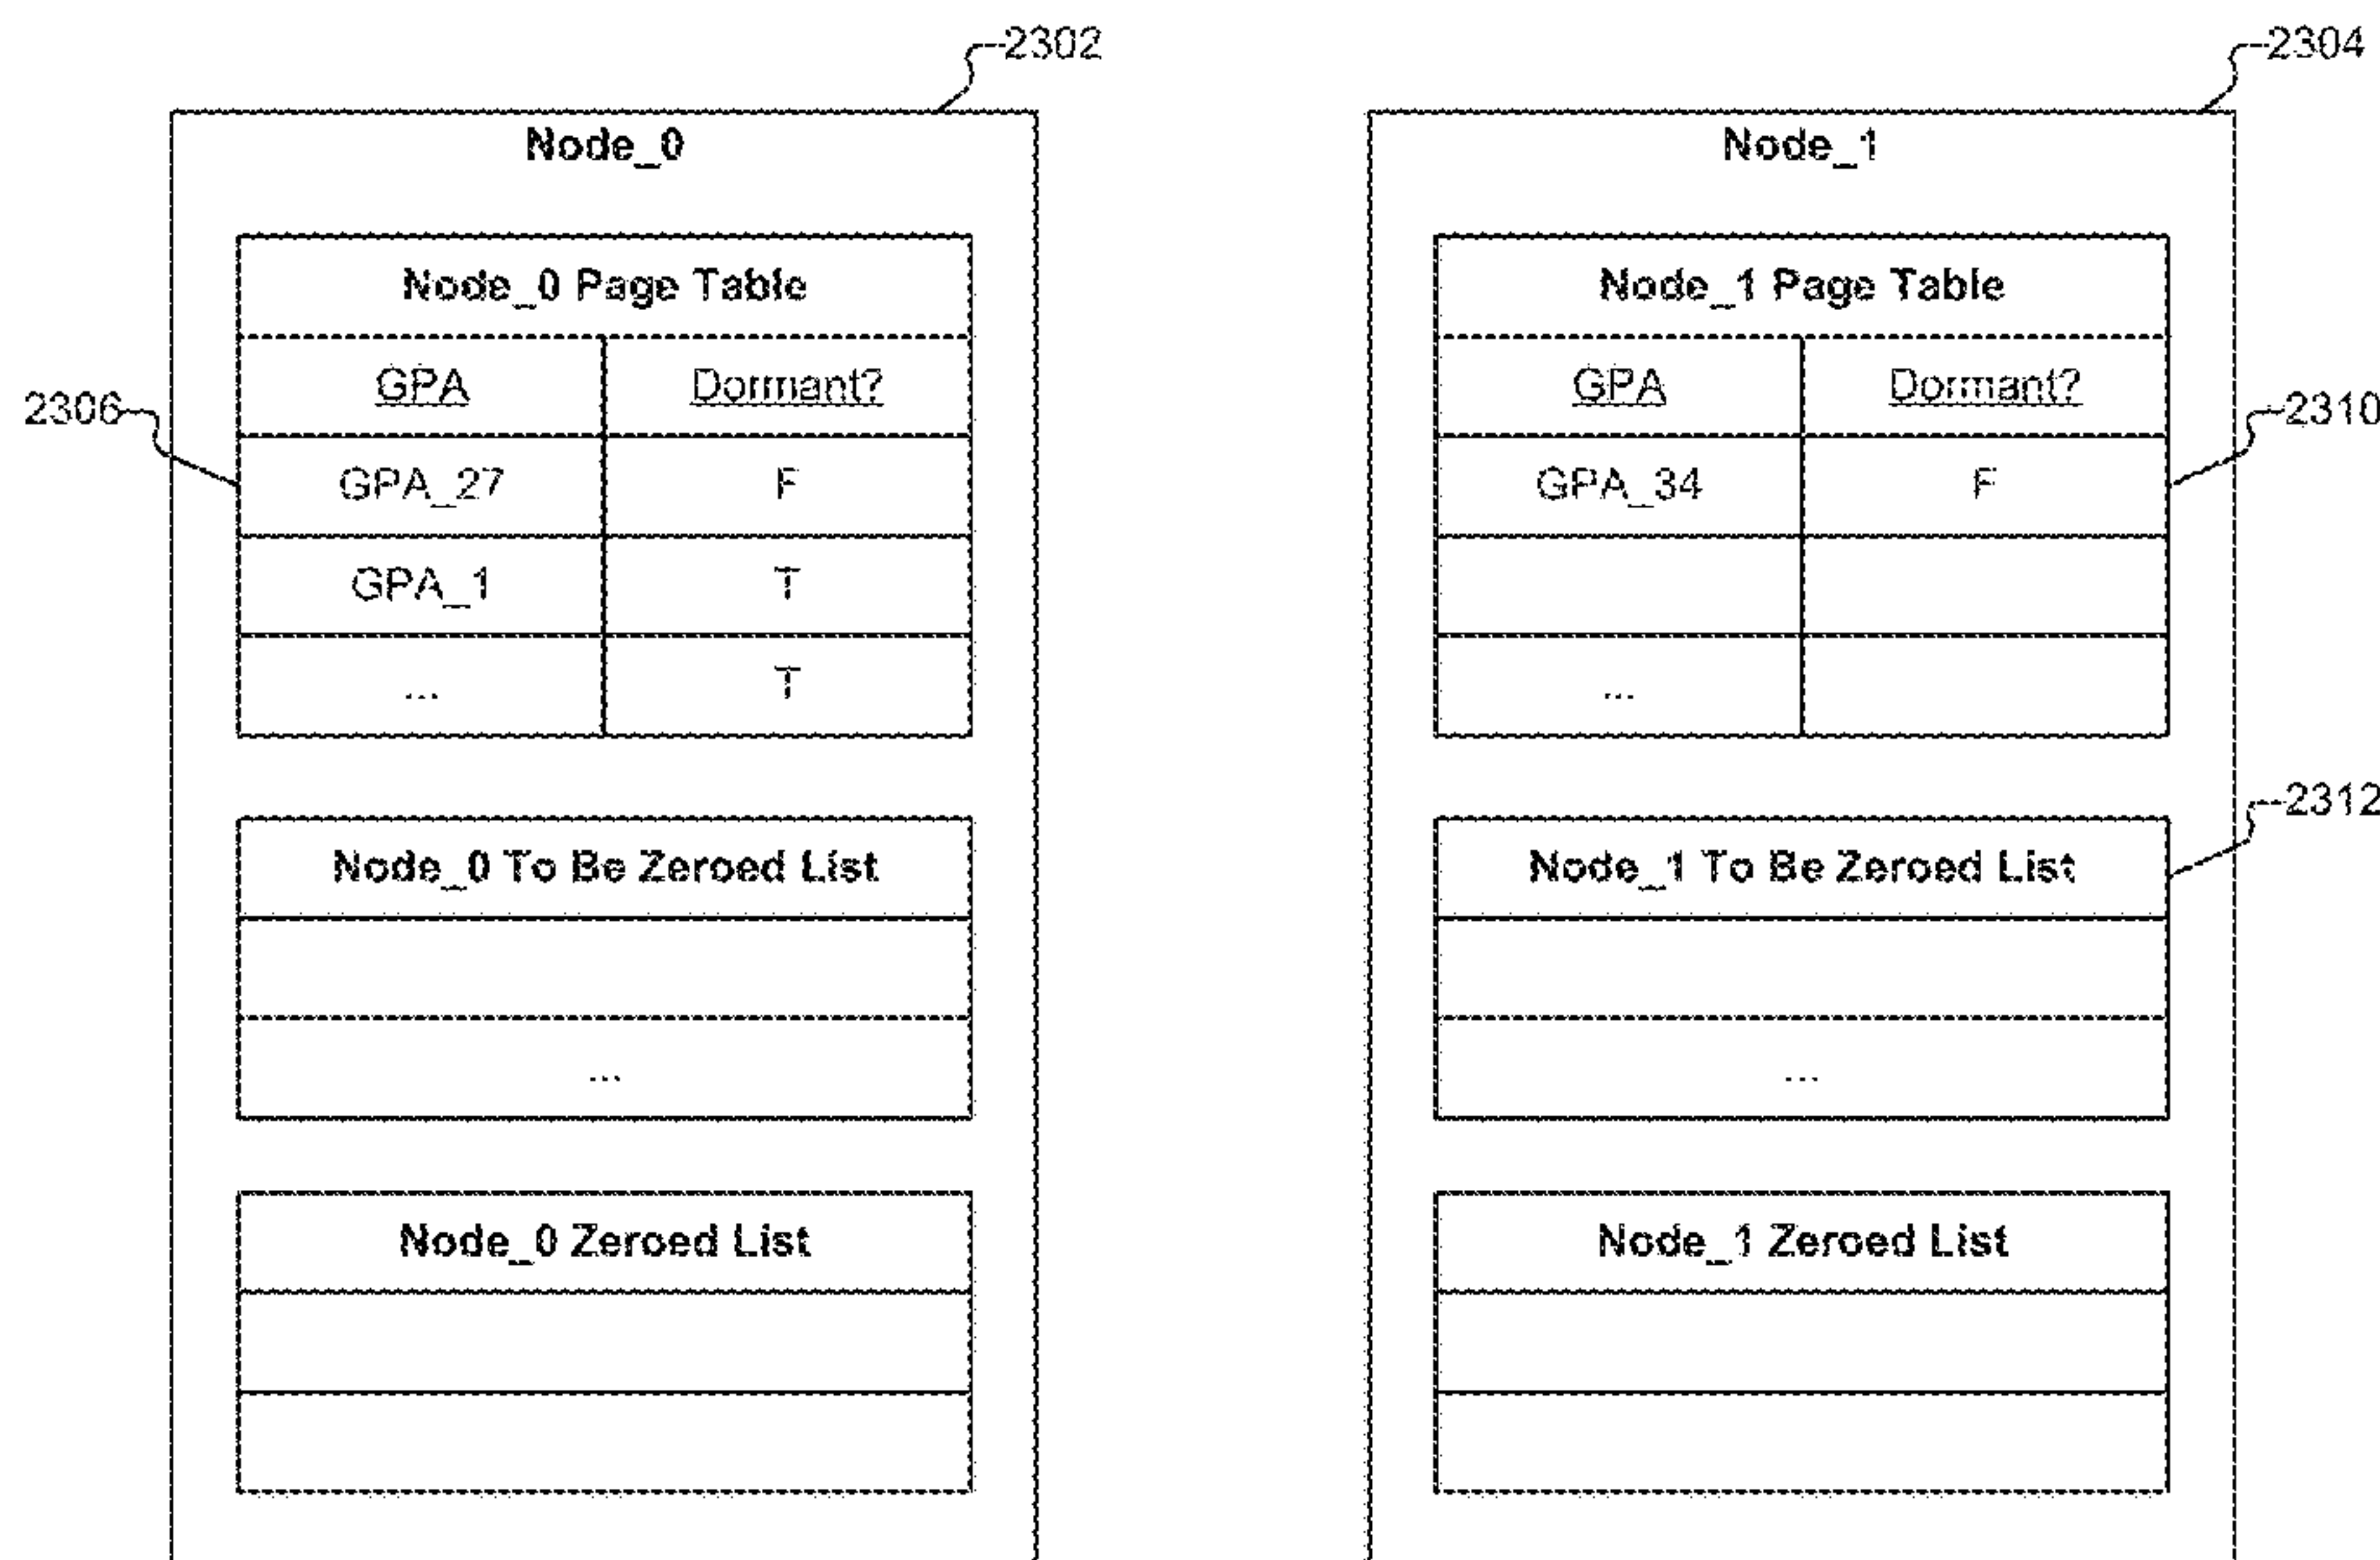 2302
2304
Node_0
Node_1
Node_0 Page Table
Node_1 Page Table
GPA Dormant?
GPA Dormant?
2306
2310
GPA_27 F
GPA_34 F
GPA_1 T
... T
...
2312
Node_0 To Be Zeroed List
Node_1 To Be Zeroed List
...
...
Node_0 Zeroed List
Node_1 Zeroed List